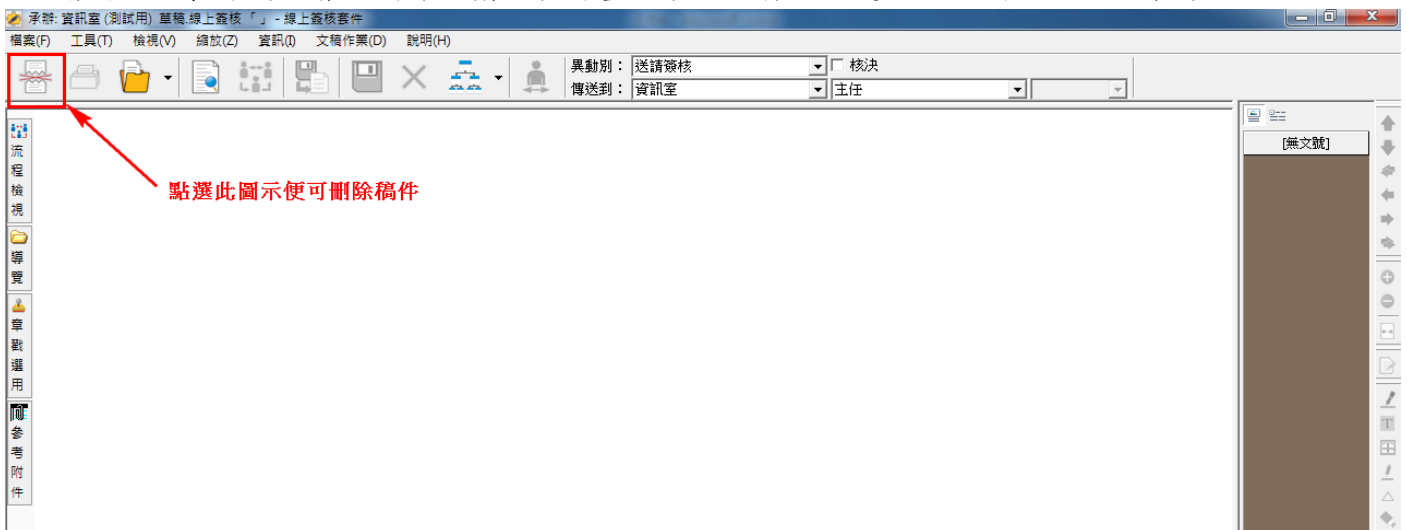 承辦: 資訊室 (測試用) 草稿.線上簽核「 」 - 線上簽核套件
檔案(F) 工具(T) 檢視(V) 縮放(Z) 資訊(I) 文稿作業(D) 說明(H)
異動別： 送請簽核 核決
傳送到： 資訊室 主任
[無文號]
流程檢視
點選此圖示便可刪除稿件
導覽
章戳選用
參考附件